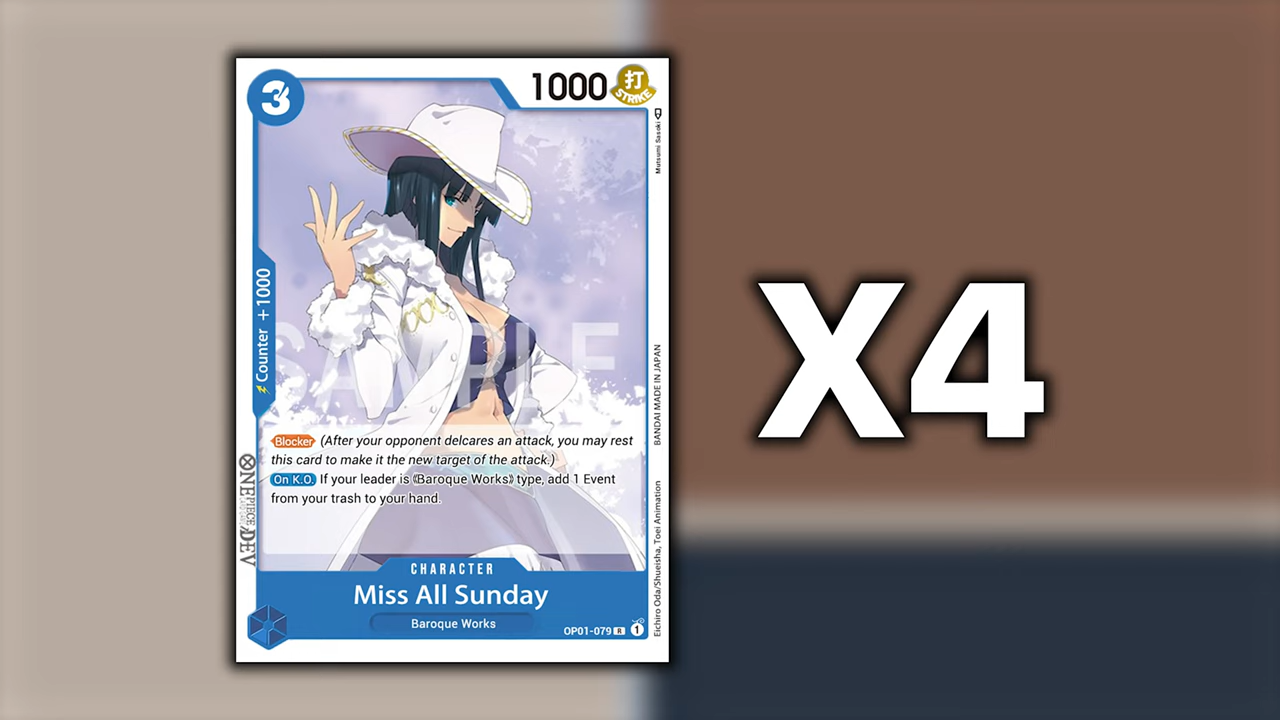 3
1000
打
STRIKE
Mutsumi Sasaki
X4
SAMPLE
⚡Counter +1000
BANDAI MADE IN JAPAN
Blocker (After your opponent delcares an attack, you may rest
this card to make it the new target of the attack.)
On K.O. If your leader is 《Baroque Works》 type, add 1 Event
from your trash to your hand.
ONE PIECE DEV
Eiichiro Oda/Shueisha, Toei Animation
CHARACTER
Miss All Sunday
Baroque Works
OP01-079 R 1